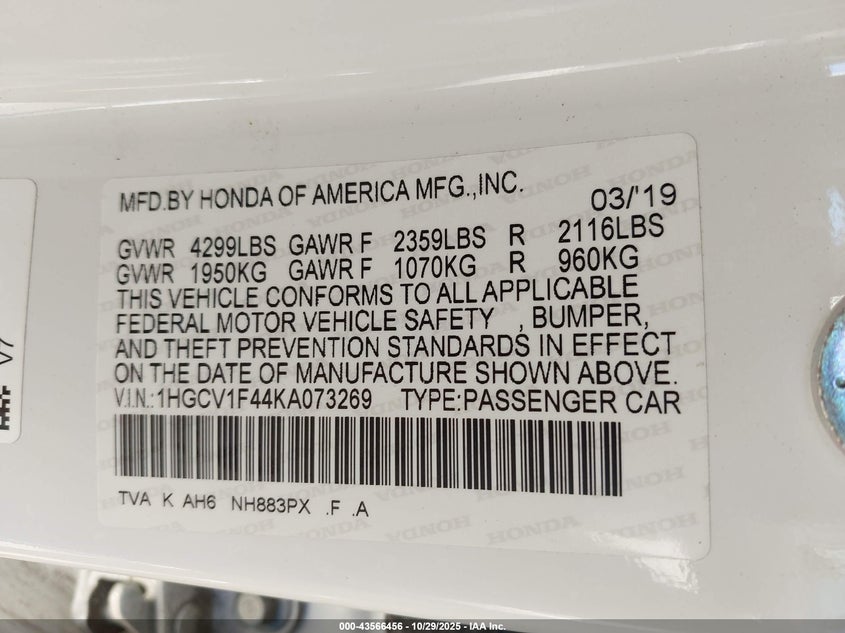 MFD.BY HONDA OF AMERICA MFG.,INC. 03/'19
GVWR 4299LBS GAWR F 2359LBS R 2116LBS
GVWR 1950KG GAWR F 1070KG R 960KG
THIS VEHICLE CONFORMS TO ALL APPLICABLE
FEDERAL MOTOR VEHICLE SAFETY , BUMPER,
AND THEFT PREVENTION STANDARDS IN EFFECT
ON THE DATE OF MANUFACTURE SHOWN ABOVE.
V.I.N.:1HGCV1F44KA073269 TYPE:PASSENGER CAR
TVA K AH6 NH883PX .F .A
V7
000-43566456 - 10/29/2025 - IAA Inc.